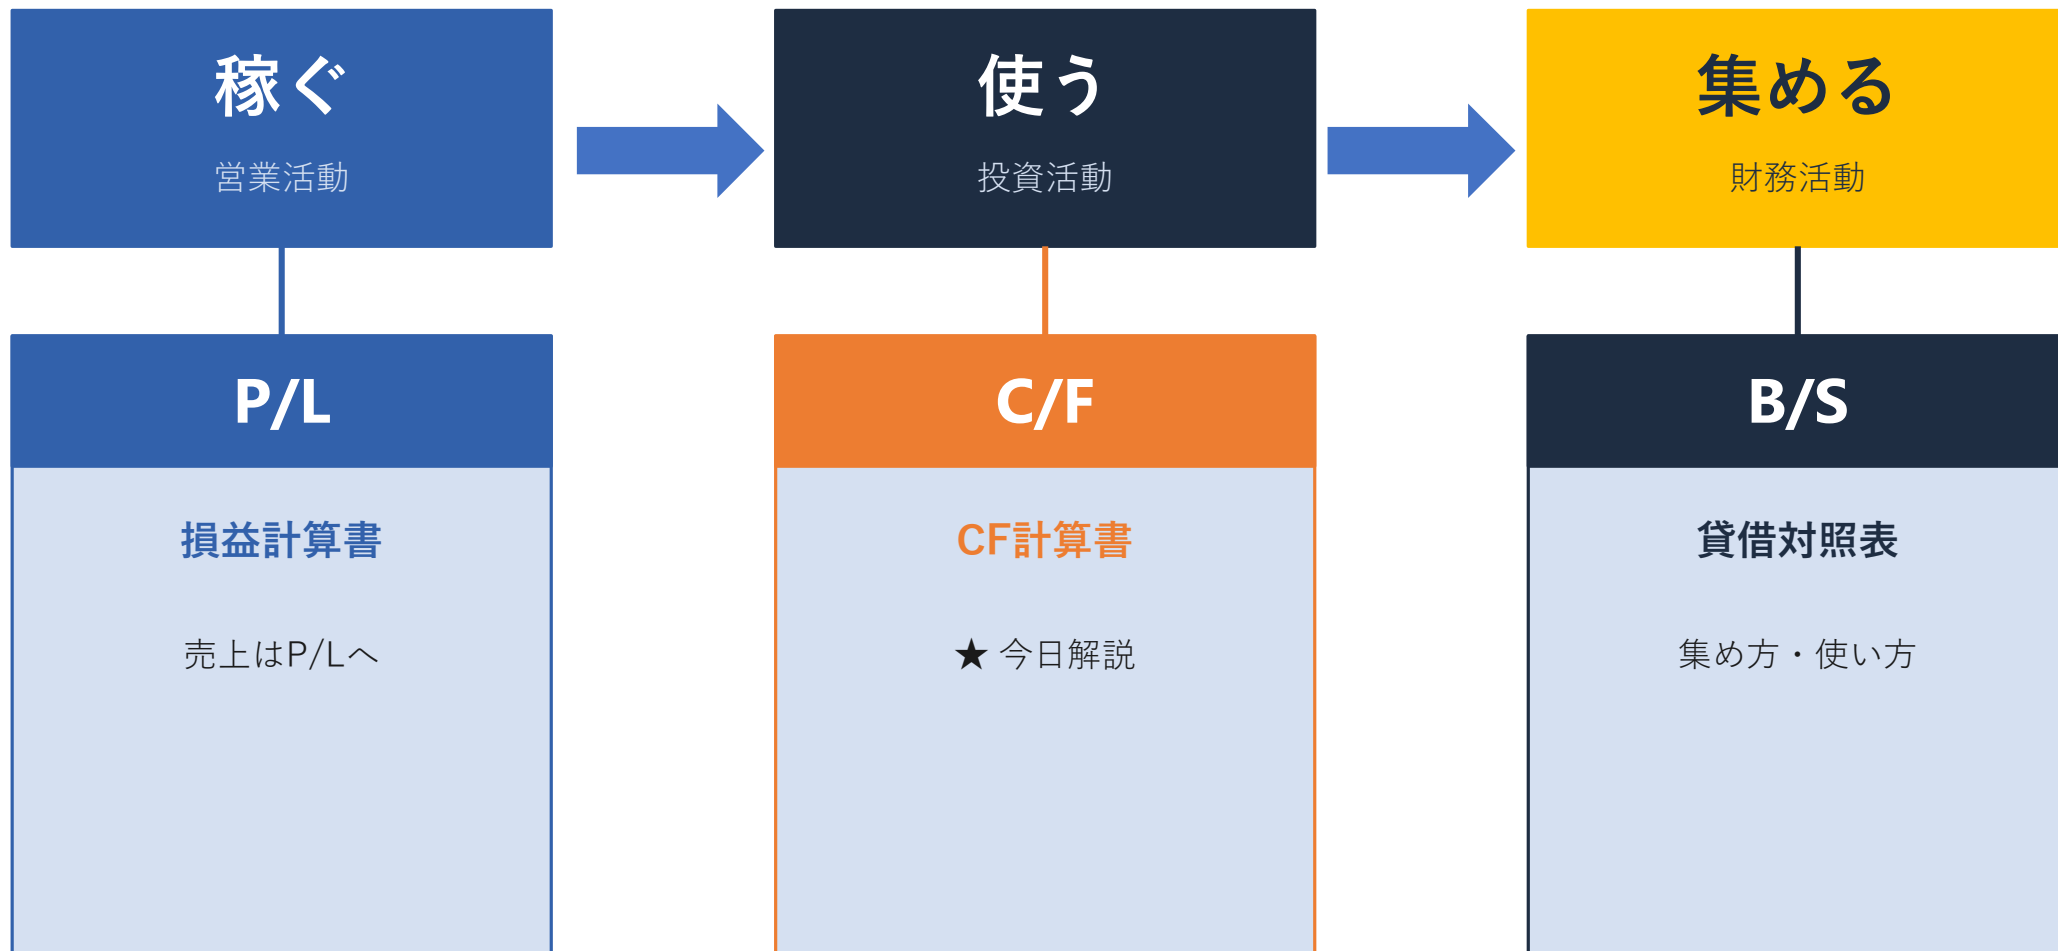 稼ぐ
営業活動
使う
投資活動
集める
財務活動
P/L
損益計算書
売上はP/Lへ
C/F
CF計算書
★ 今日解説
B/S
貸借対照表
集め方・使い方